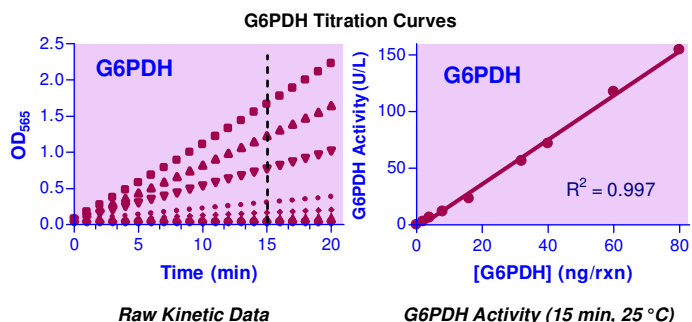 G6PDH Titration Curves
G6PDH
OD565
2.5
2.0
1.5
1.0
0.5
0.0
0
5
10
15
20
Time (min)
Raw Kinetic Data
G6PDH
G6PDH Activity (U/L)
150
100
50
0
R2 = 0.997
0
20
40
60
80
[G6PDH] (ng/rxn)
G6PDH Activity (15 min, 25 °C)